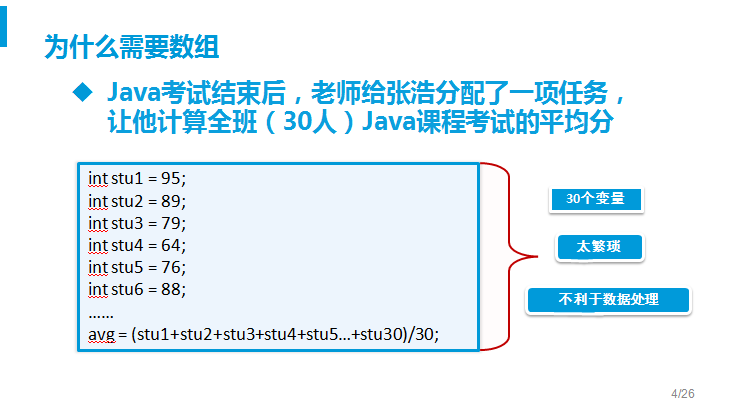 为什么需要数组
Java考试结束后，老师给张浩分配了一项任务，
让他计算全班（30人）Java课程考试的平均分
int stu1 = 95;
int stu2 = 89;
int stu3 = 79;
int stu4 = 64;
int stu5 = 76;
int stu6 = 88;
……
avg = (stu1+stu2+stu3+stu4+stu5…+stu30)/30;
30个变量
太繁琐
不利于数据处理
4/26